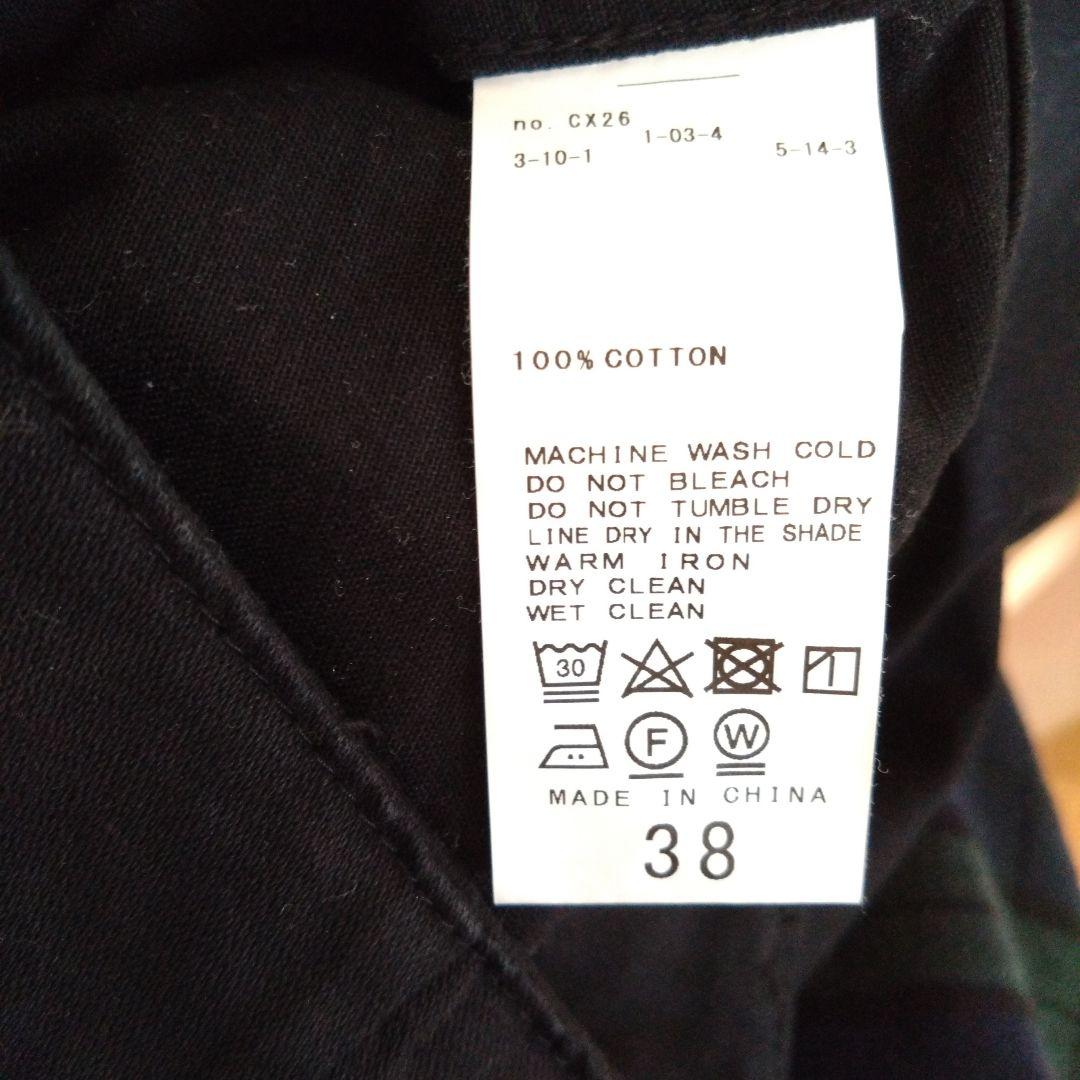 no. CX26
1-03-4
3-10-1
5-14-3
100% COTTON
MACHINE WASH COLD
DO NOT BLEACH
DO NOT TUMBLE DRY
LINE DRY IN THE SHADE
WARM IRON
DRY CLEAN
WET CLEAN
30
F W
MADE IN CHINA
38